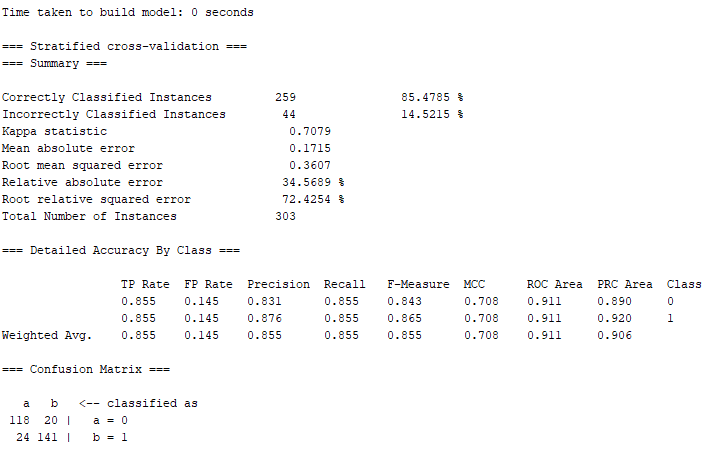 Time taken to build model: 0 seconds
=== Stratified cross-validation ===
=== Summary ===
Correctly Classified Instances         259               85.4785 %
Incorrectly Classified Instances        44               14.5215 %
Kappa statistic                          0.7079
Mean absolute error                      0.1715
Root mean squared error                  0.3607
Relative absolute error                 34.5689 %
Root relative squared error             72.4254 %
Total Number of Instances              303
=== Detailed Accuracy By Class ===
                 TP Rate  FP Rate  Precision  Recall   F-Measure  MCC      ROC Area  PRC Area  Class
                 0.855    0.145    0.831      0.855    0.843      0.708    0.911     0.890     0
                 0.855    0.145    0.876      0.855    0.865      0.708    0.911     0.920     1
Weighted Avg.    0.855    0.145    0.855      0.855    0.855      0.708    0.911     0.906
=== Confusion Matrix ===
   a   b   <-- classified as
 118  20 |   a = 0
  24 141 |   b = 1